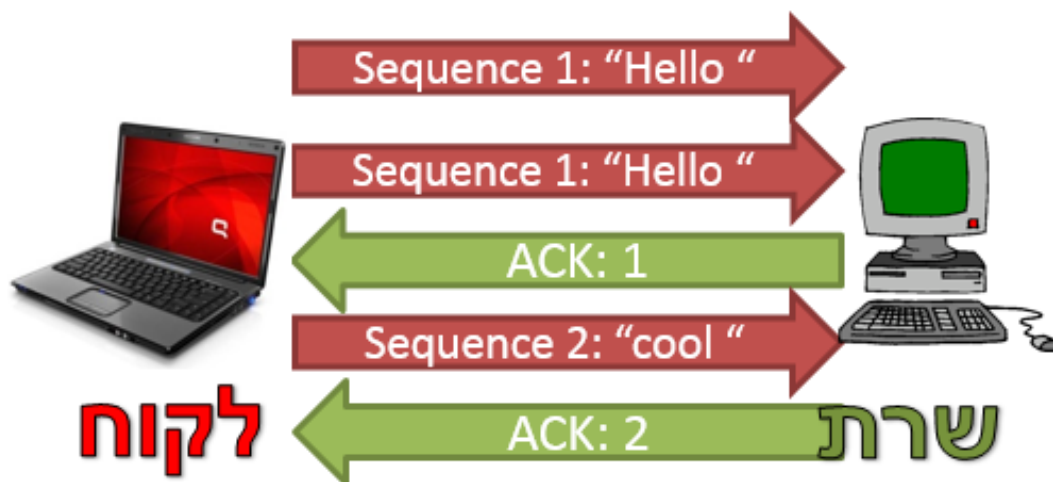 Sequence 1: “Hello “
Sequence 1: “Hello “
ACK: 1
Sequence 2: “cool “
ACK: 2
לקוח
שרת